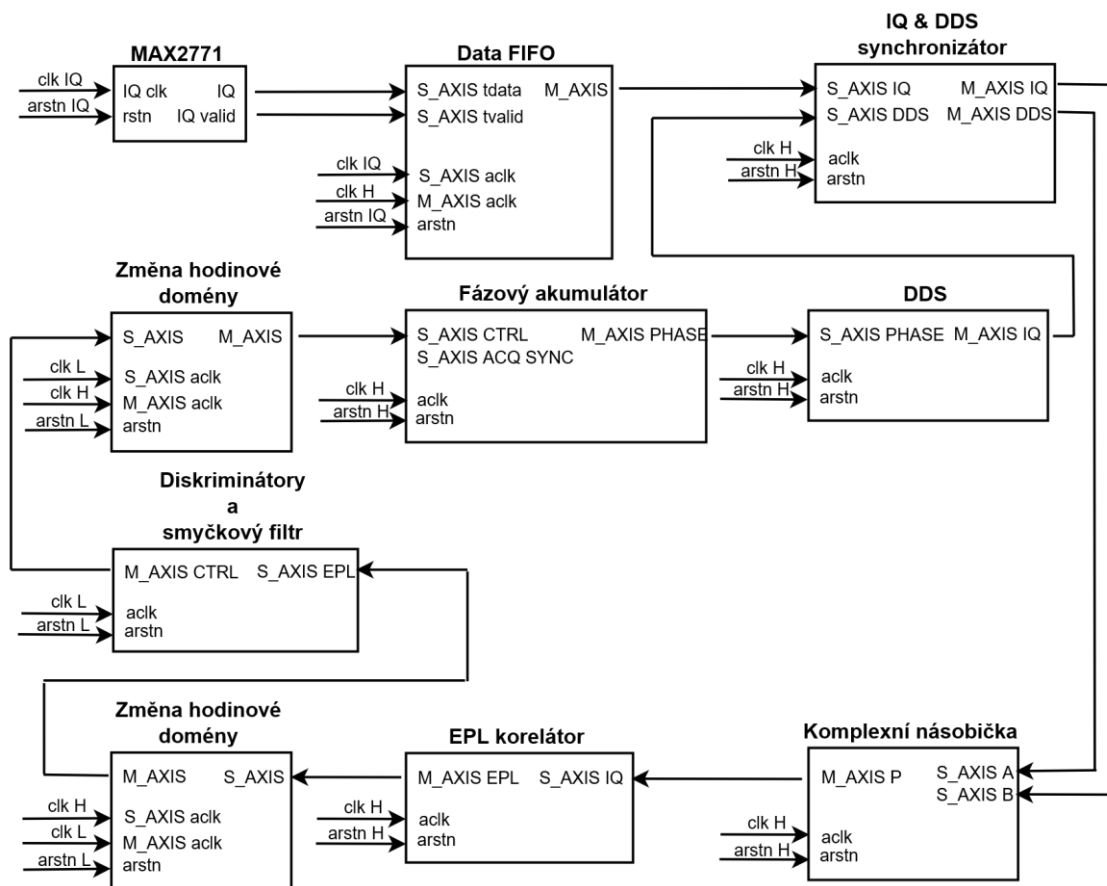 MAX2771
clk IQ
arstn IQ
IQ clk IQ
rstn IQ valid
Data FIFO
S_AXIS tdata M_AXIS
S_AXIS tvalid
clk IQ
S_AXIS aclk
clk H
M_AXIS aclk
arstn IQ
arstn
IQ & DDS
synchronizátor
S_AXIS IQ M_AXIS IQ
S_AXIS DDS M_AXIS DDS
clk H
aclk
arstn H
arstn
Změna hodinové
domény
S_AXIS M_AXIS
clk L
S_AXIS aclk
clk H
M_AXIS aclk
arstn L
arstn
Fázový akumulátor
S_AXIS CTRL M_AXIS PHASE
S_AXIS ACQ SYNC
clk H
aclk
arstn H
arstn
DDS
S_AXIS PHASE M_AXIS IQ
clk H
aclk
arstn H
arstn
Diskriminátory
a
smyčkový filtr
M_AXIS CTRL S_AXIS EPL
clk L
aclk
arstn L
arstn
Změna hodinové
domény
M_AXIS S_AXIS
clk H
S_AXIS aclk
clk L
M_AXIS aclk
arstn L
arstn
EPL korelátor
M_AXIS EPL S_AXIS IQ
clk H
aclk
arstn H
arstn
Komplexní násobička
M_AXIS P S_AXIS A
S_AXIS B
clk H
aclk
arstn H
arstn